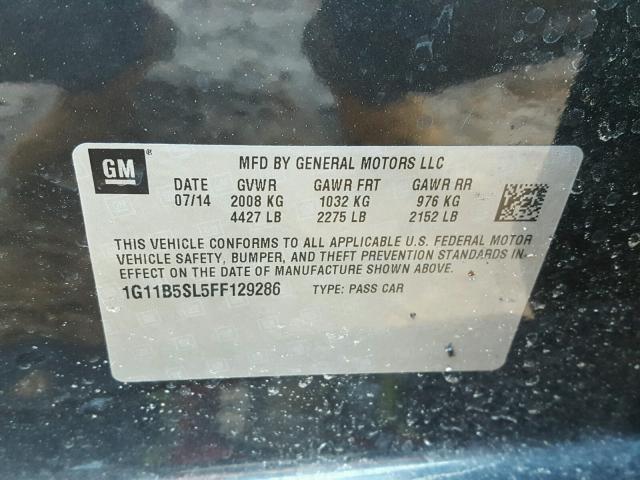 GM ®
MFD BY GENERAL MOTORS LLC
DATE GVWR GAWR FRT GAWR RR
07/14 2008 KG 1032 KG 976 KG
4427 LB 2275 LB 2152 LB
THIS VEHICLE CONFORMS TO ALL APPLICABLE U.S. FEDERAL MOTOR
VEHICLE SAFETY, BUMPER, AND THEFT PREVENTION STANDARDS IN
EFFECT ON THE DATE OF MANUFACTURE SHOWN ABOVE.
1G11B5SL5FF129286 TYPE: PASS CAR